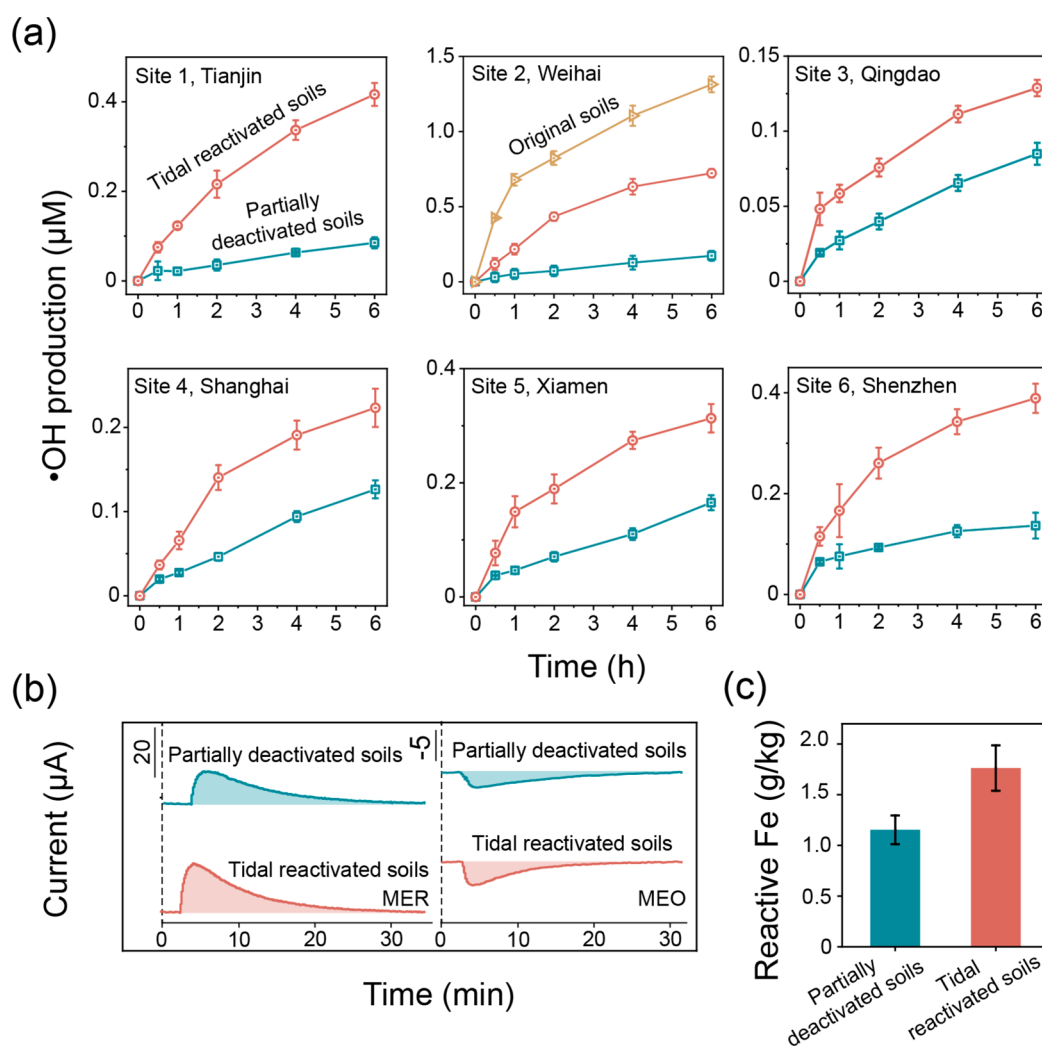 (a)
•OH production (µM)
Site 1, Tianjin
Tidal reactivated soils
Partially
deactivated soils
0.4
0.2
0
0 1 2 3 4 5 6
Site 2, Weihai
Original soils
1.5
1.0
0.5
0.0
0 1 2 3 4 5 6
Site 3, Qingdao
0.15
0.10
0.05
0
0 1 2 3 4 5 6
Site 4, Shanghai
0.2
0.1
0
0 1 2 3 4 5 6
Site 5, Xiamen
0.4
0.2
0
0 1 2 3 4 5 6
Site 6, Shenzhen
0.4
0.2
0
0 1 2 3 4 5 6
Time (h)
(b)
Current (µA)
20
Partially deactivated soils
Tidal reactivated soils
MER
0 10 20 30
-5
Partially deactivated soils
Tidal reactivated soils
MEO
0 10 20 30
Time (min)
(c)
Reactive Fe (g/kg)
2.0
1.5
1.0
0.5
0
Partially
deactivated soils
Tidal
reactivated soils